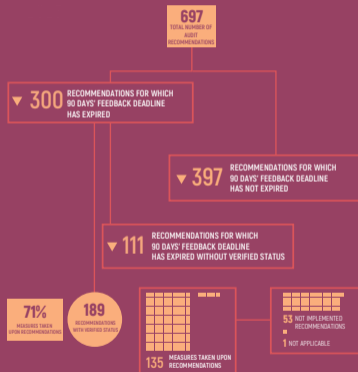 697
TOTAL NUMBER OF
AUDIT
RECOMMENDATIONS
300
RECOMMENDATIONS FOR WHICH
90 DAYS' FEEDBACK DEADLINE
HAS EXPIRED
397
RECOMMENDATIONS FOR WHICH
90 DAYS' FEEDBACK DEADLINE
HAS NOT EXPIRED
111
RECOMMENDATIONS FOR WHICH
90 DAYS' FEEDBACK DEADLINE
HAS EXPIRED WITHOUT VERIFIED STATUS
71%
MEASURES TAKEN
UPON RECOMMENDATIONS
189
RECOMMENDATIONS
WITH VERIFIED STATUS
135
MEASURES TAKEN UPON
RECOMMENDATIONS
53 NOT IMPLEMENTED
RECOMMENDATIONS
1 NOT APPLICABLE